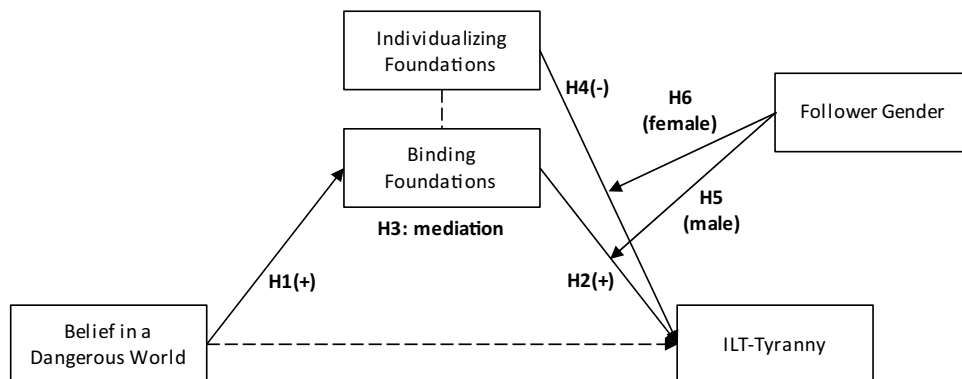 Individualizing
Foundations
H4(-)
H6
(female)
Follower Gender
Binding
Foundations
H5
(male)
H3: mediation
H1(+)
H2(+)
Belief in a
Dangerous World
ILT-Tyranny